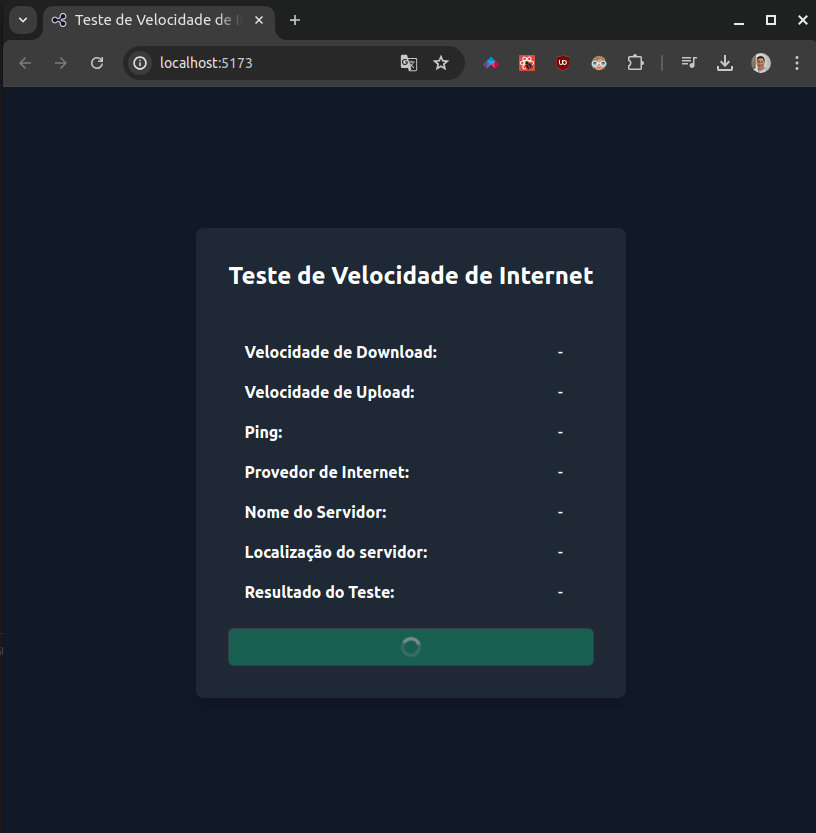 Teste de Velocidade de I
localhost:5173
Teste de Velocidade de Internet
Velocidade de Download: -
Velocidade de Upload: -
Ping: -
Provedor de Internet: -
Nome do Servidor: -
Localização do servidor: -
Resultado do Teste: -